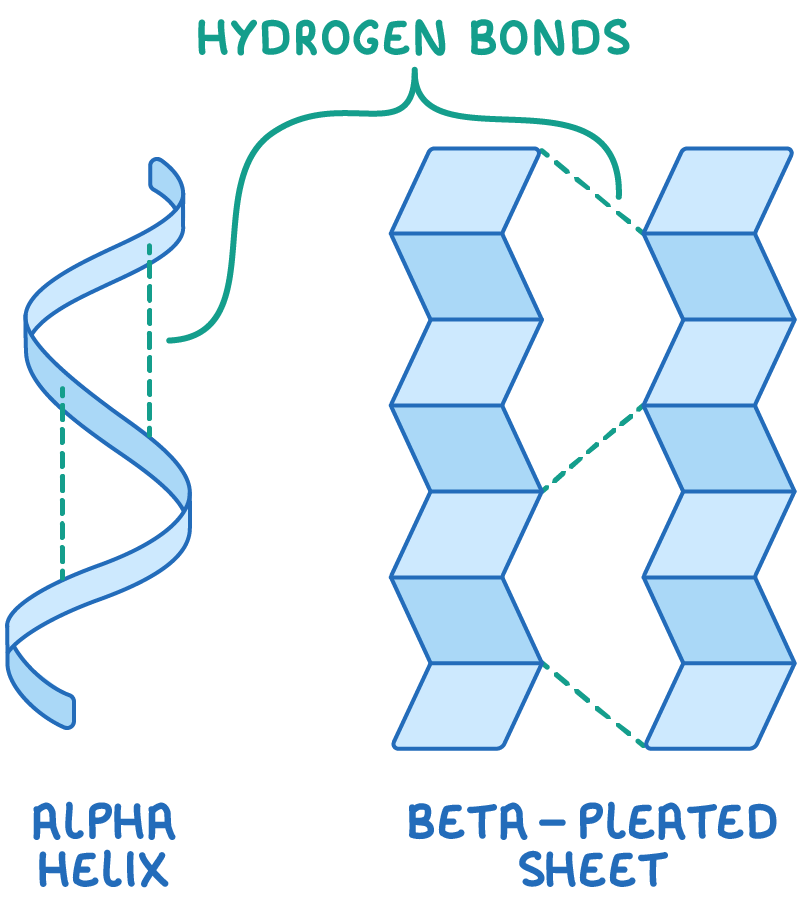 HYDROGEN BONDS
ALPHA
HELIX
BETA – PLEATED
SHEET